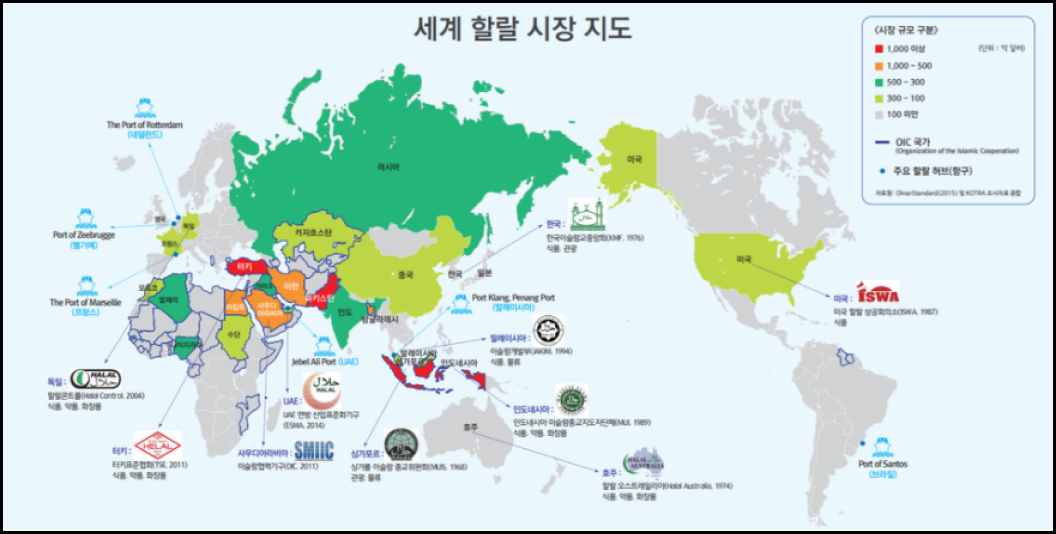 세계 할랄 시장 지도
〈시장 규모 구분〉
1,000 이상
(단위 : 억 달러)
1,000 – 500
500 – 300
300 – 100
100 미만
OIC 국가
(Organization of the Islamic Cooperation)
주요 할랄 허브(항구)
자료원 : DinarStandard(2015) 및 KOTRA 조사자료 종합
The Port of Rotterdam
(네덜란드)
Port of Zeebrugge
(벨기에)
The Port of Marseille
(프랑스)
영국
독일
프랑스
러시아
카자흐스탄
터키
이란
이라크
파키스탄
모로코
알제리
이집트
사우디
아라비아
수단
나이지리아
중국
인도
방글라데시
한국
일본
미국
미국
말레이시아
싱가포르
인도네시아
호주
Jebel Ali Port (UAE)
Port Klang, Penang Port
(말레이시아)
Port of Santos
(브라질)
한국 :
한국이슬람교중앙회(KMF, 1976)
식품, 관광
미국 :
ISWA
미국 할랄 상공회의소(ISWA, 1987)
식품
말레이시아 :
이슬람개발부(JAKIM, 1994)
식품, 물류
인도네시아 :
인도네시아 이슬람종교지도자단체(MUI, 1989)
식품, 약품, 화장품
독일 :
HALAL
할랄콘트롤(Halal Control, 2004)
식품, 약품, 화장품
UAE :
حلال
HALAL
UAE 연방 산업표준화기구
(ESMA, 2014)
터키 :
HELAL
터키표준협회(TSE, 2011)
식품, 약품, 화장품
사우디아라비아 :
SMIIC
이슬람협력기구(OIC, 2011)
싱가포르 :
싱가폴 이슬람 종교위원회(MUIS, 1968)
관광, 물류
호주 :
HALAL
AUSTRALIA
할랄 오스트레일리아(Halal Australia, 1974)
식품, 약품, 화장품